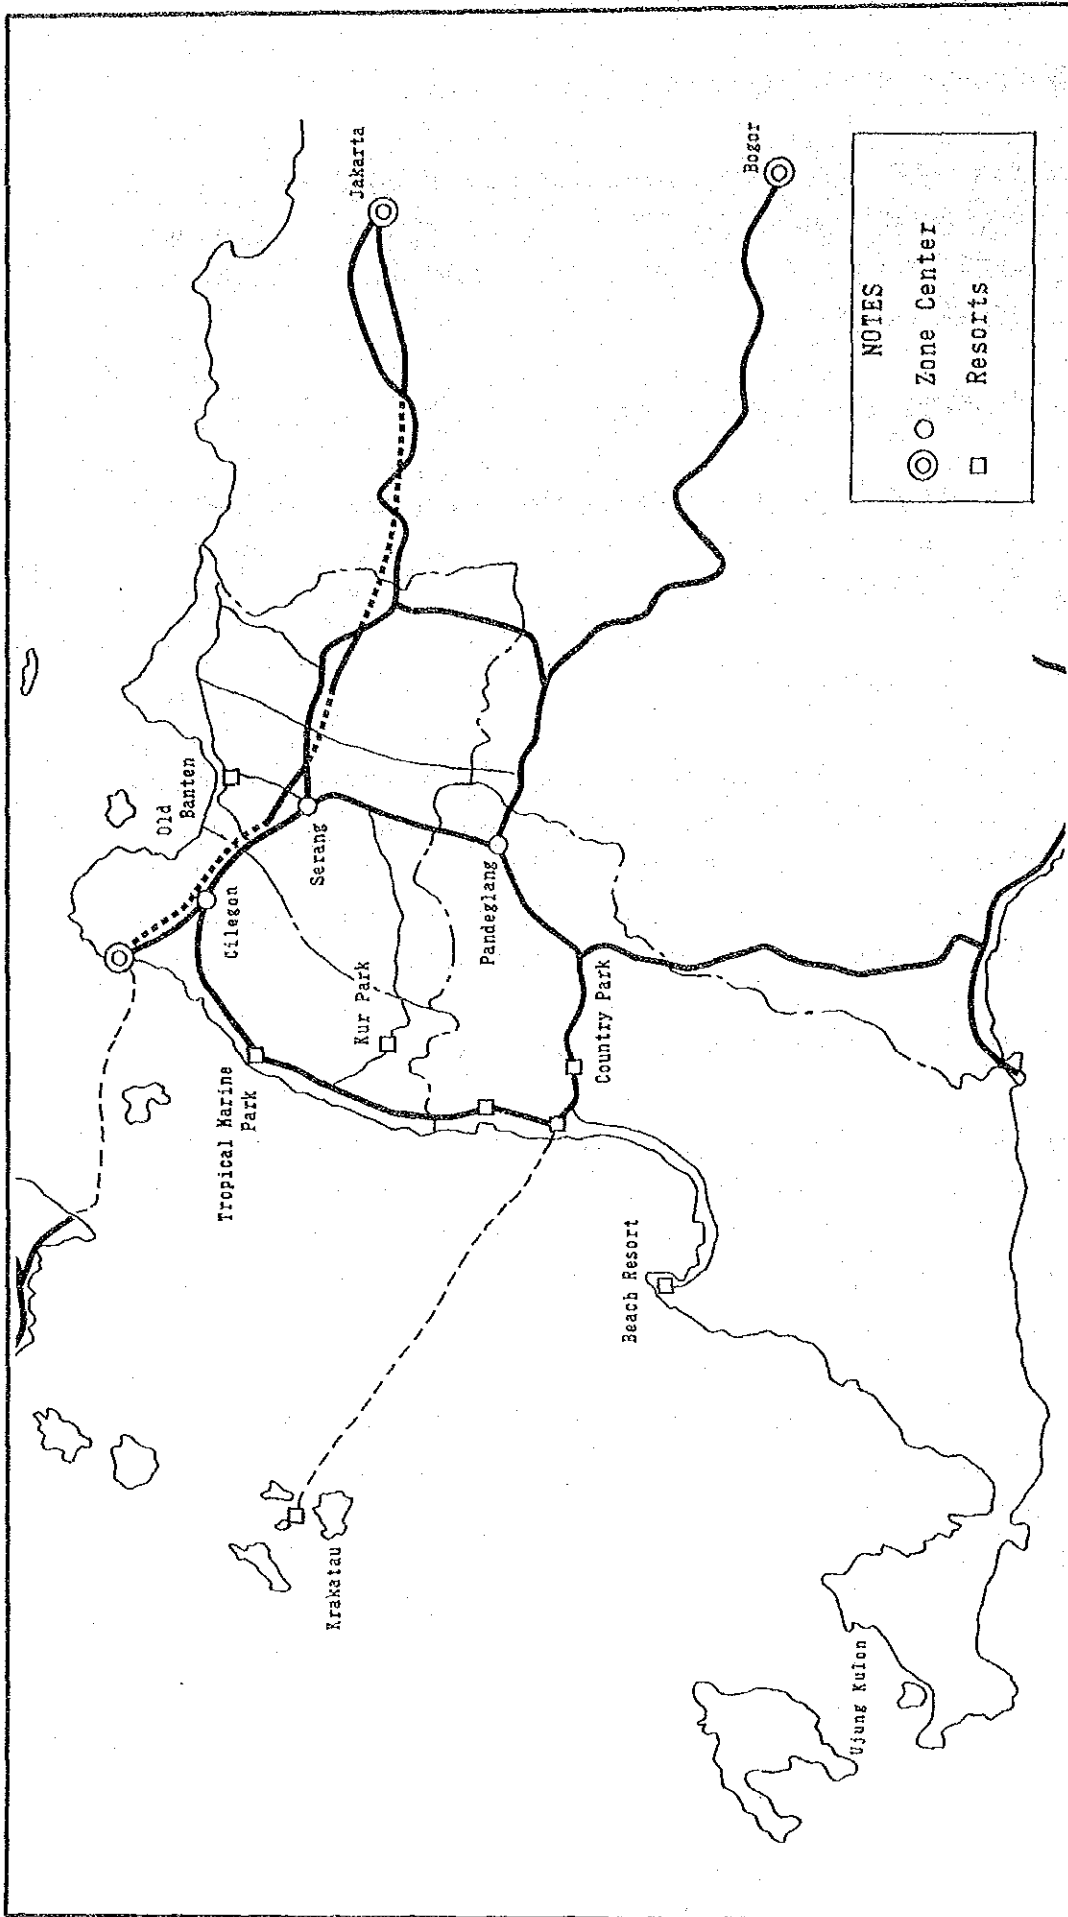 Jakarta
Bogor
Old
Banten
Serang
Cilegon
Pandeglang
Kur Park
Country Park
Tropical Marine
Park
Beach Resort
Krakatau
Ujung Kulon
NOTES
Zone Center
Resorts